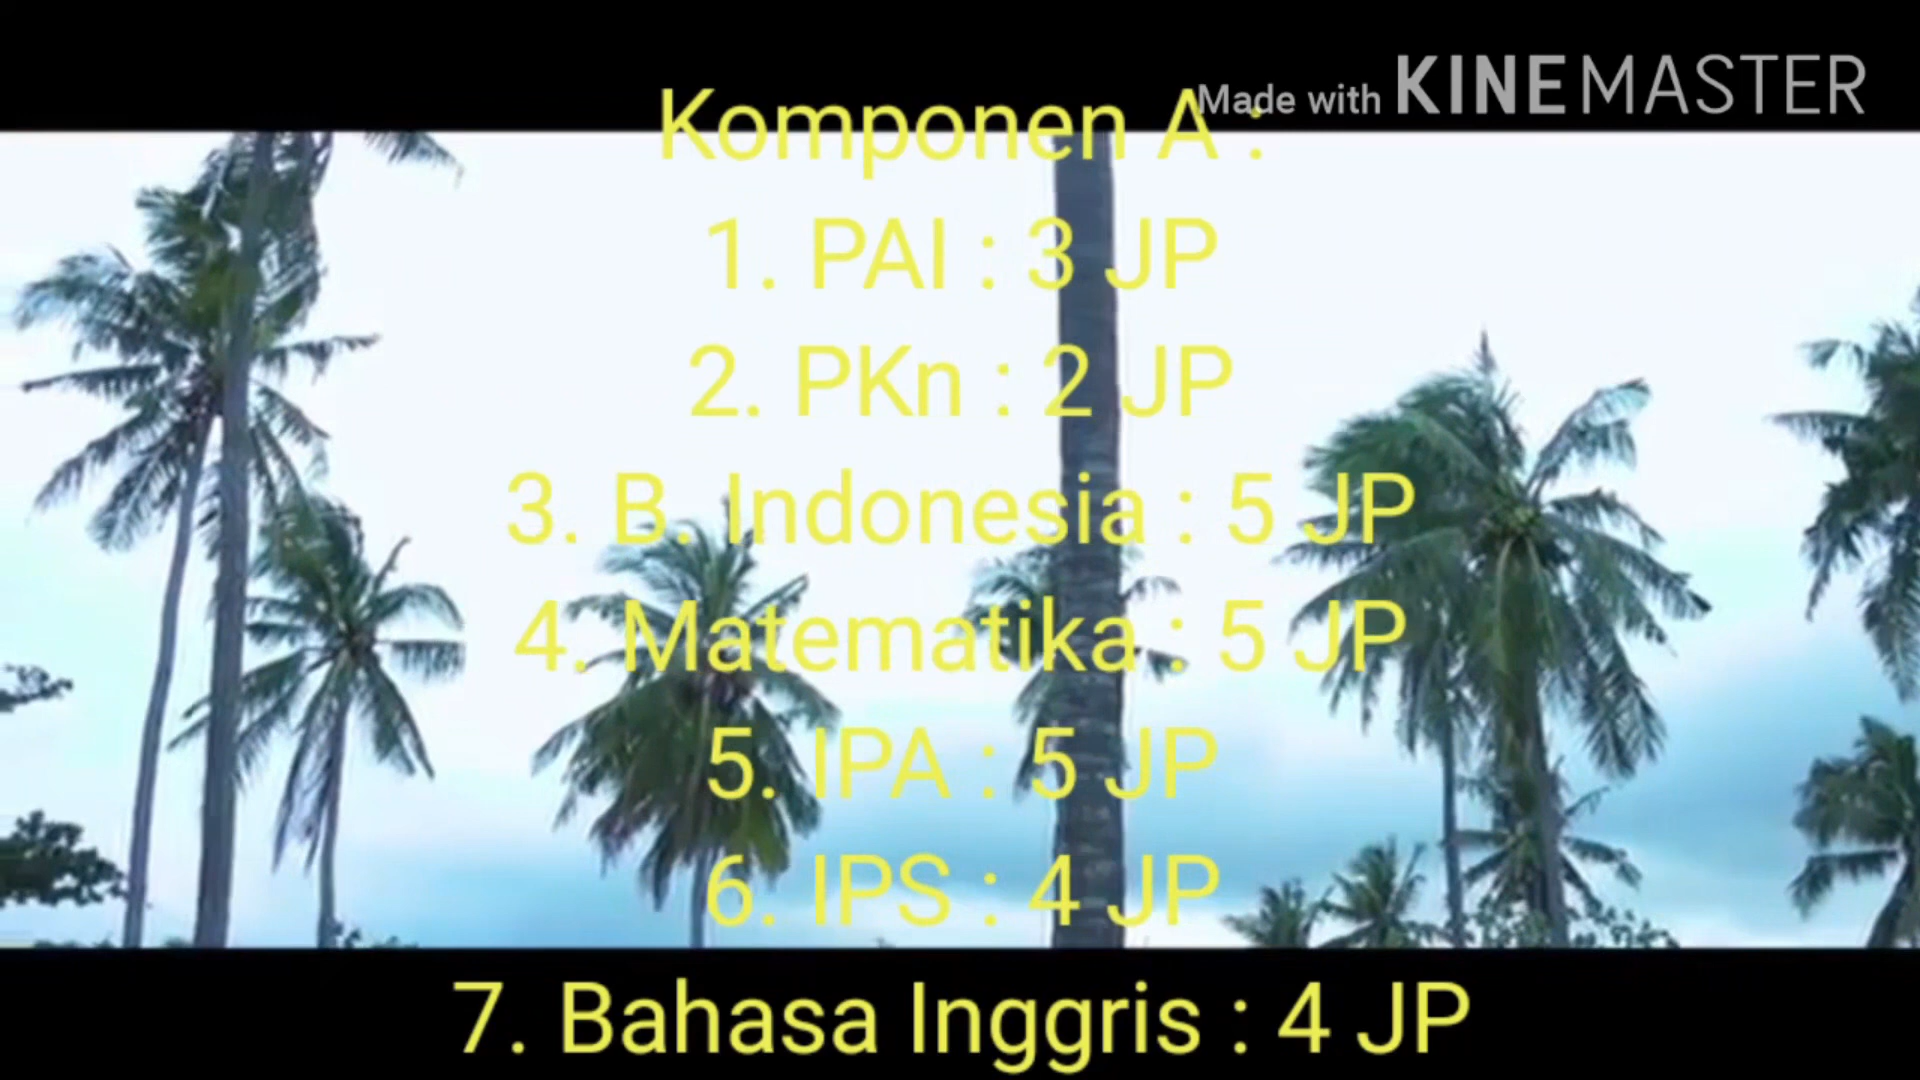 Made with KINEMASTER
Komponen A :
1. PAI : 3 JP
2. PKn : 2 JP
3. B. Indonesia : 5 JP
4. Matematika : 5 JP
5. IPA : 5 JP
6. IPS : 4 JP
7. Bahasa Inggris : 4 JP